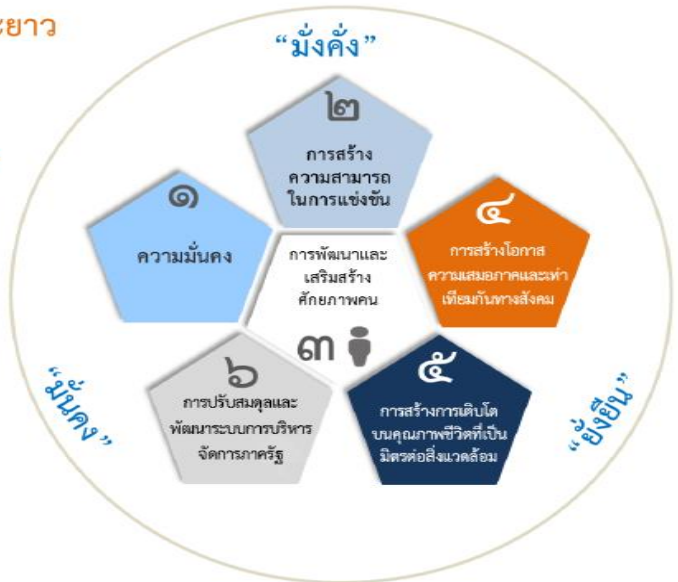 ะยาว
“มั่งคั่ง”
๒
การสร้าง
ความสามารถ
ในการแข่งขัน
๑
ความมั่นคง
การพัฒนาและ
เสริมสร้าง
ศักยภาพคน
๓
๔
การสร้างโอกาส
ความเสมอภาคและเท่า
เทียมกันทางสังคม
๖
การปรับสมดุลและ
พัฒนาระบบการบริหาร
จัดการภาครัฐ
๕
การสร้างการเติบโต
บนคุณภาพชีวิตที่เป็น
มิตรต่อสิ่งแวดล้อม
“มั่นคง”
“ยั่งยืน”